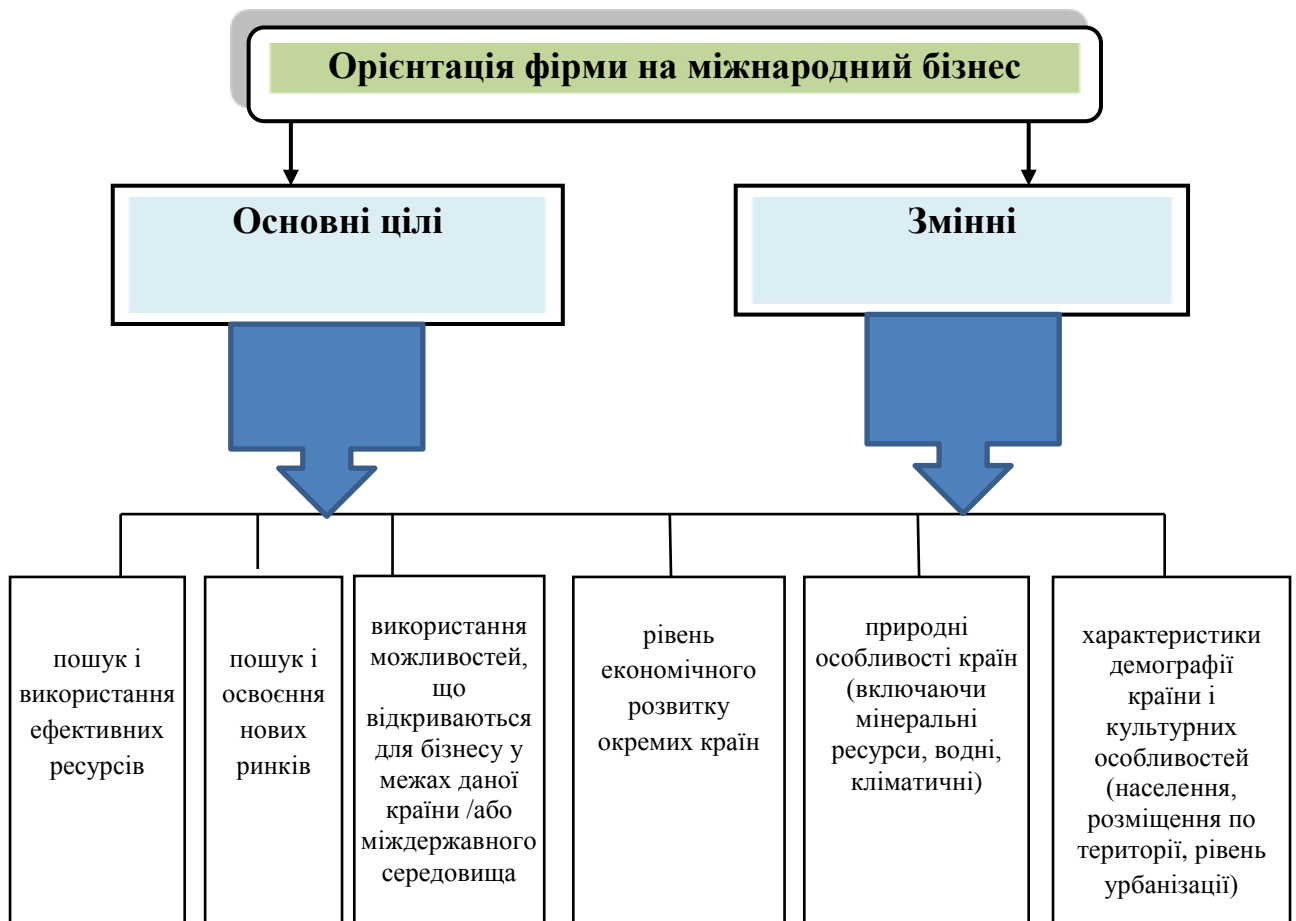 Орієнтація фірми на міжнародний бізнес
Основні цілі
Змінні
пошук і
використання
ефективних
ресурсів
пошук і
освоєння
нових
ринків
використання
можливостей,
що
відкриваються
для бізнесу у
межах даної
країни /або
міждержавного
середовища
рівень
економічного
розвитку
окремих країн
природні
особливості країн
(включаючи
мінеральні
ресурси, водні,
кліматичні)
характеристики
демографії
країни і
культурних
особливостей
(населення,
розміщення по
території, рівень
урбанізації)